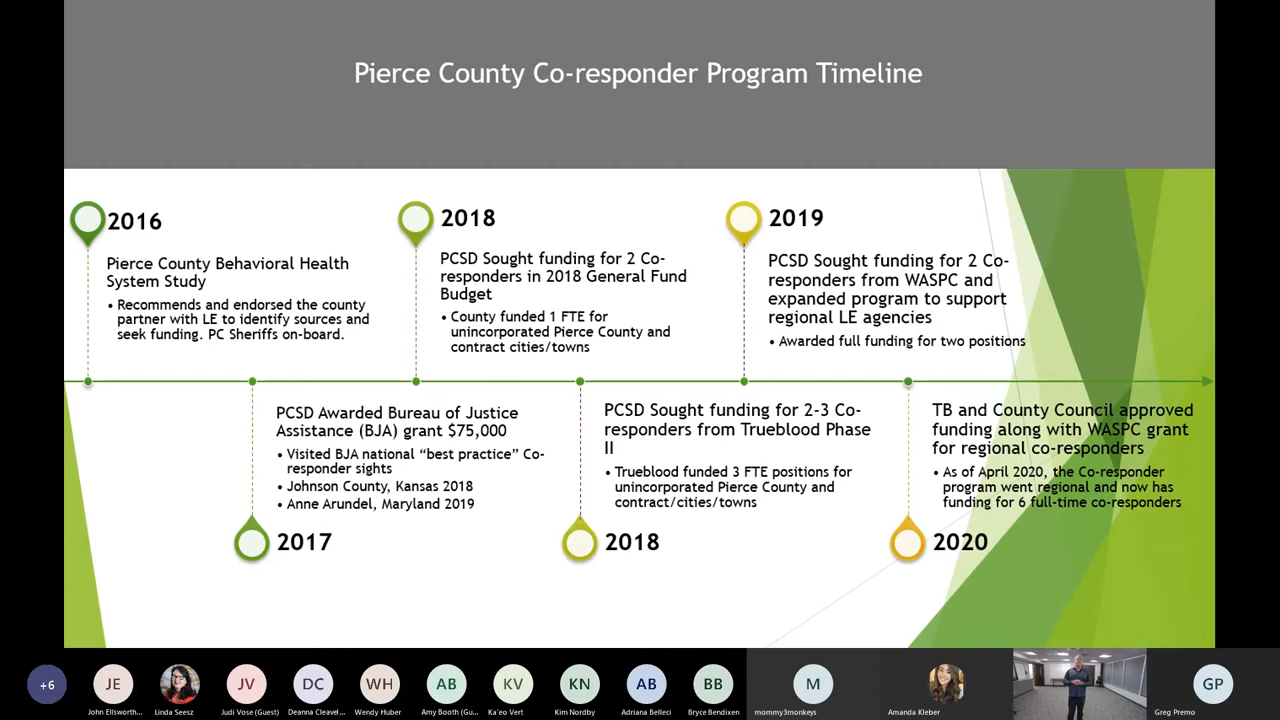 Pierce County Co-responder Program Timeline
2016
Pierce County Behavioral Health
System Study
• Recommends and endorsed the county
partner with LE to identify sources and
seek funding. PC Sheriffs on-board.
2018
PCSD Sought funding for 2 Co-
responders in 2018 General Fund
Budget
• County funded 1 FTE for
unincorporated Pierce County and
contract cities/towns
2019
PCSD Sought funding for 2 Co-
responders from WASPC and
expanded program to support
regional LE agencies
• Awarded full funding for two positions
PCSD Awarded Bureau of Justice
Assistance (BJA) grant $75,000
• Visited BJA national “best practice” Co-
responder sights
• Johnson County, Kansas 2018
• Anne Arundel, Maryland 2019
2017
PCSD Sought funding for 2-3 Co-
responders from Trueblood Phase
II
• Trueblood funded 3 FTE positions for
unincorporated Pierce County and
contract/cities/towns
2018
TB and County Council approved
funding along with WASPC grant
for regional co-responders
• As of April 2020, the Co-responder
program went regional and now has
funding for 6 full-time co-responders
2020
+6
JE
JV
DC
WH
AB
KV
KN
AB
BB
M
GP
John Ellsworth...
Linda Seesz
Judi Vose (Guest)
Deanna Cleavel...
Wendy Huber
Amy Booth (Gu...
Ka'eo Vert
Kim Nordby
Adriana Belleci
Bryce Bendixen
mommy3monkeys
Amanda Kleber
Greg Premo